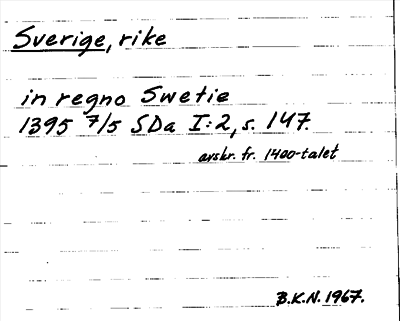 Sverige, rike
in regno Swetie
1395 7/5 SDa I:2, s. 147.
avskr. fr. 1400-talet
B.K.N. 1967.